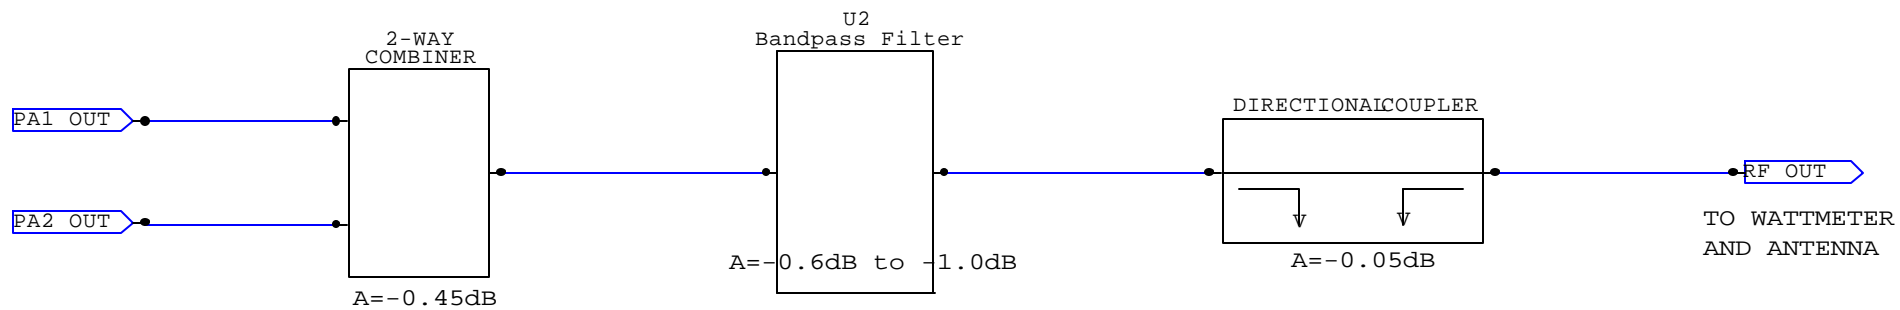 U2
Bandpass Filter
2-WAY
COMBINER
DIRECTIONALCOUPLER
PA1 OUT
RF OUT
PA2 OUT
TO WATTMETER
AND ANTENNA
A=-0.6dB to -1.0dB
A=-0.05dB
A=-0.45dB